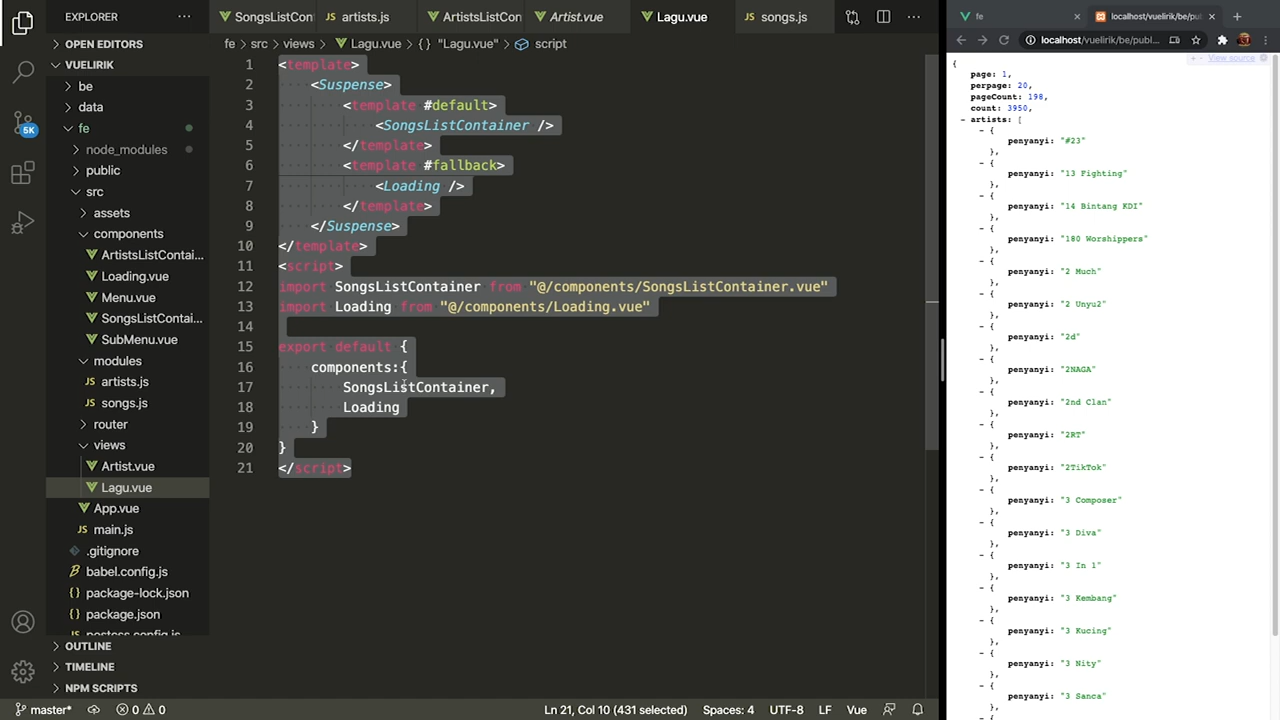 EXPLORER
SongsListCont
artists.js
ArtistsListCon
Artist.vue
Lagu.vue
songs.js
OPEN EDITORS
fe > src > views > Lagu.vue > {} "Lagu.vue" > script
VUELIRIK
be
data
fe
node_modules
public
src
assets
components
ArtistsListContai...
Loading.vue
Menu.vue
SongsListContai...
SubMenu.vue
modules
artists.js
songs.js
router
views
Artist.vue
Lagu.vue
App.vue
main.js
.gitignore
babel.config.js
package-lock.json
package.json
postcss.config.js
OUTLINE
TIMELINE
NPM SCRIPTS
5K
1 <template>
2 <Suspense>
3 <template #default>
4 <SongsListContainer />
5 </template>
6 <template #fallback>
7 <Loading />
8 </template>
9 </Suspense>
10 </template>
11 <script>
12 import SongsListContainer from "@/components/SongsListContainer.vue"
13 import Loading from "@/components/Loading.vue"
14
15 export default {
16 components:{
17 SongsListContainer,
18 Loading
19 }
20 }
21 </script>
master*
0 0
Ln 21, Col 10 (431 selected)
Spaces: 4
UTF-8
LF
Vue
fe
localhost/vuelirik/be/public
localhost/vuelirik/be/publ...
View source
{
page: 1,
perpage: 20,
pageCount: 198,
count: 3950,
- artists: [
- {
penyanyi: "#23"
},
- {
penyanyi: "13 Fighting"
},
- {
penyanyi: "14 Bintang KDI"
},
- {
penyanyi: "180 Worshippers"
},
- {
penyanyi: "2 Much"
},
- {
penyanyi: "2 Unyu2"
},
- {
penyanyi: "2d"
},
- {
penyanyi: "2NAGA"
},
- {
penyanyi: "2nd Clan"
},
- {
penyanyi: "2RT"
},
- {
penyanyi: "2TikTok"
},
- {
penyanyi: "3 Composer"
},
- {
penyanyi: "3 Diva"
},
- {
penyanyi: "3 In 1"
},
- {
penyanyi: "3 Kembang"
},
- {
penyanyi: "3 Kucing"
},
- {
penyanyi: "3 Nity"
},
- {
penyanyi: "3 Sanca"
},